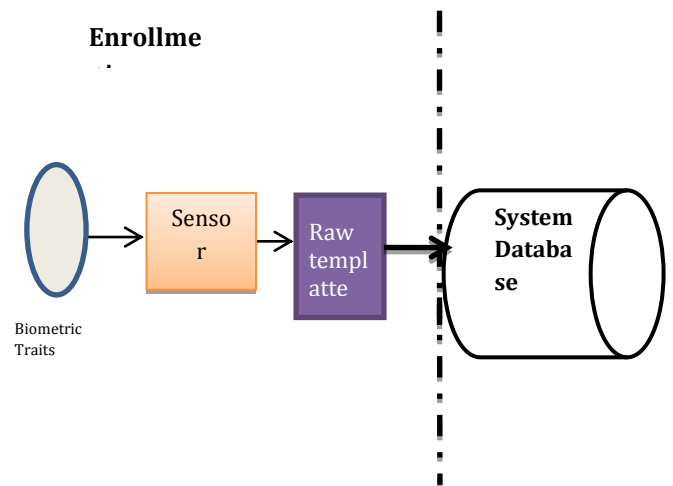 Enrollme
Senso
r
Raw
templ
atte
System
Databa
se
Biometric
Traits